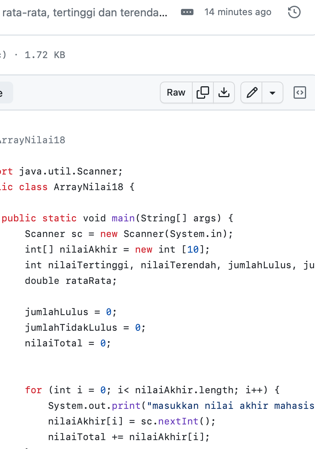 rata-rata, tertinggi dan terenda... 14 minutes ago
) · 1.72 KB
Raw
ArrayNilai18
java.util.Scanner;
class ArrayNilai18 {
public static void main(String[] args) {
Scanner sc = new Scanner(System.in);
int[] nilaiAkhir = new int [10];
int nilaiTertinggi, nilaiTerendah, jumlahLulus, ju
double rataRata;
jumlahLulus = 0;
jumlahTidakLulus = 0;
nilaiTotal = 0;
for (int i = 0; i< nilaiAkhir.length; i++) {
System.out.print("masukkan nilai akhir mahasis
nilaiAkhir[i] = sc.nextInt();
nilaiTotal += nilaiAkhir[i];